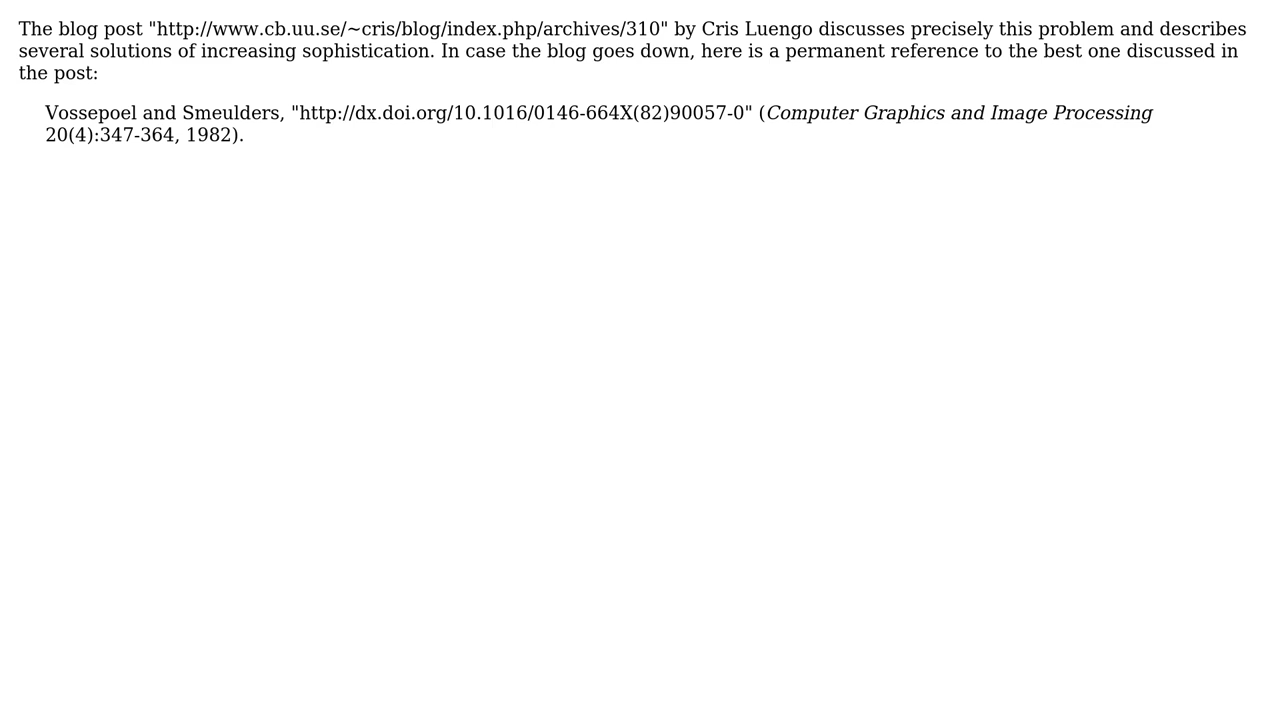 The blog post "http://www.cb.uu.se/~cris/blog/index.php/archives/310" by Cris Luengo discusses precisely this problem and describes
several solutions of increasing sophistication. In case the blog goes down, here is a permanent reference to the best one discussed in
the post:
Vossepoel and Smeulders, "http://dx.doi.org/10.1016/0146-664X(82)90057-0" (Computer Graphics and Image Processing
20(4):347-364, 1982).